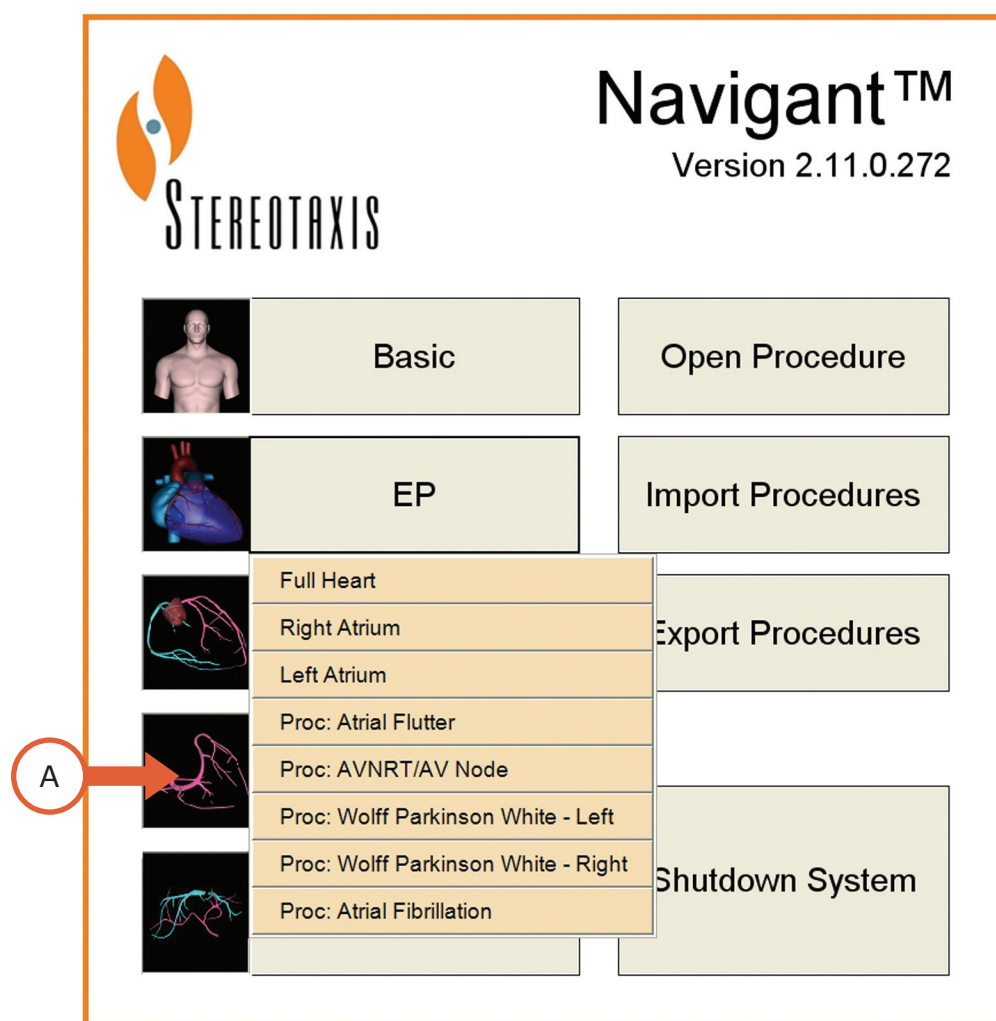 Navigant™
Version 2.11.0.272
STEREOTAXIS
Basic
Open Procedure
EP
Import Procedures
Full Heart
Right Atrium
Export Procedures
Left Atrium
Proc: Atrial Flutter
Proc: AVNRT/AV Node
A
Proc: Wolff Parkinson White - Left
Proc: Wolff Parkinson White - Right
Shutdown System
Proc: Atrial Fibrillation